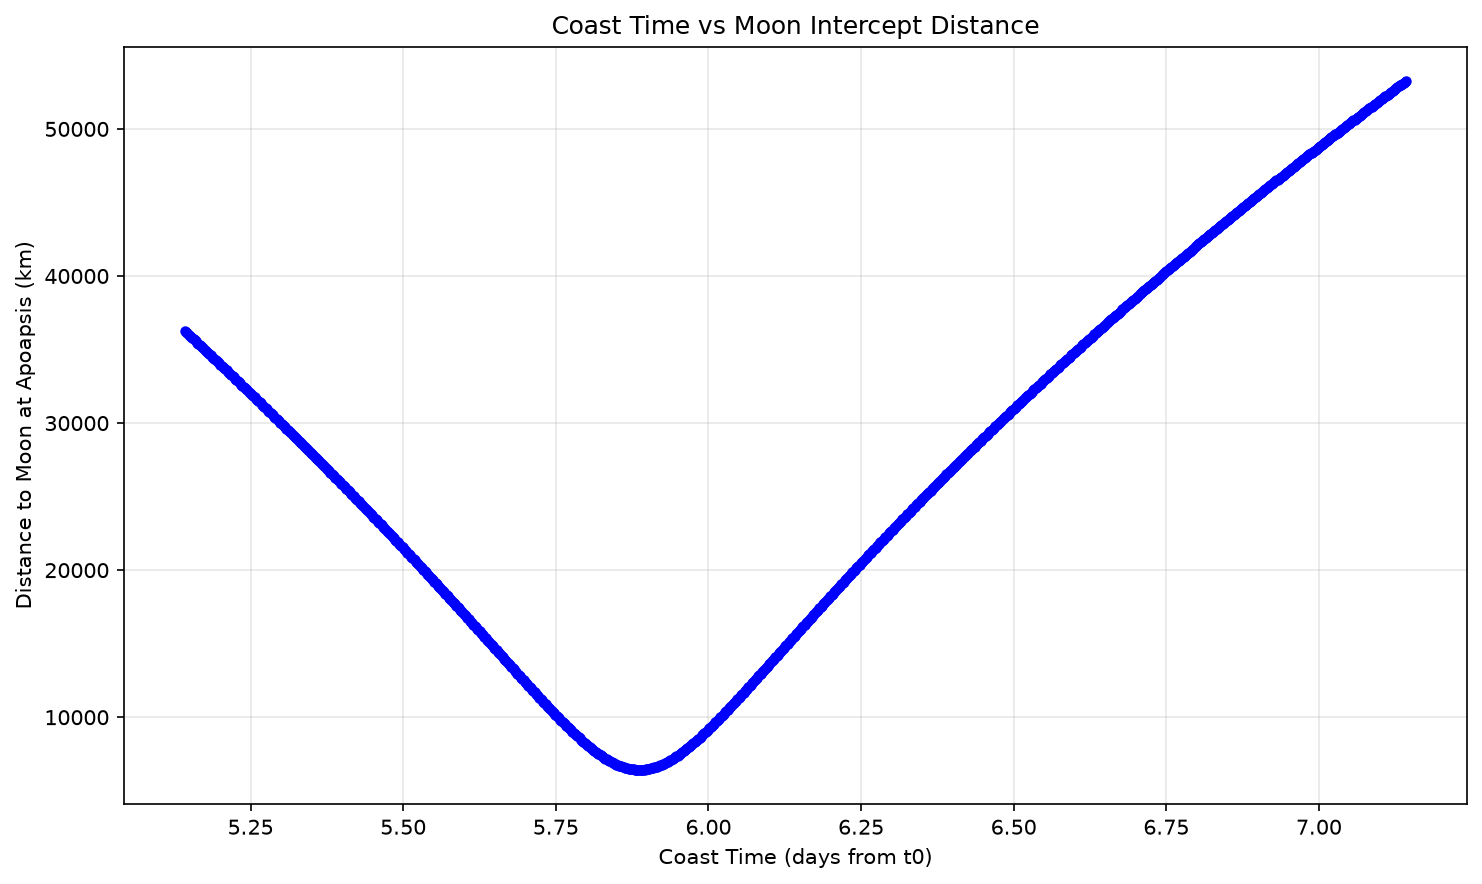 Coast Time vs Moon Intercept Distance
Distance to Moon at Apoapsis (km)
50000
40000
30000
20000
10000
5.25 5.50 5.75 6.00 6.25 6.50 6.75 7.00
Coast Time (days from t0)